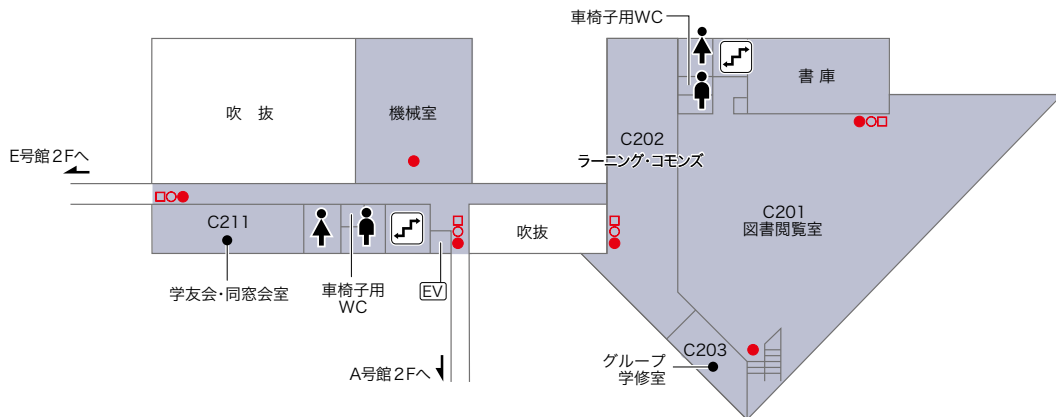 車椅子用WC
書 庫
吹 抜
機械室
C202
ラーニング・コモンズ
E号館2Fへ
C211
C201
図書閲覧室
吹抜
学友会・同窓会室
車椅子用
WC
EV
A号館2Fへ
C203
グループ
学修室